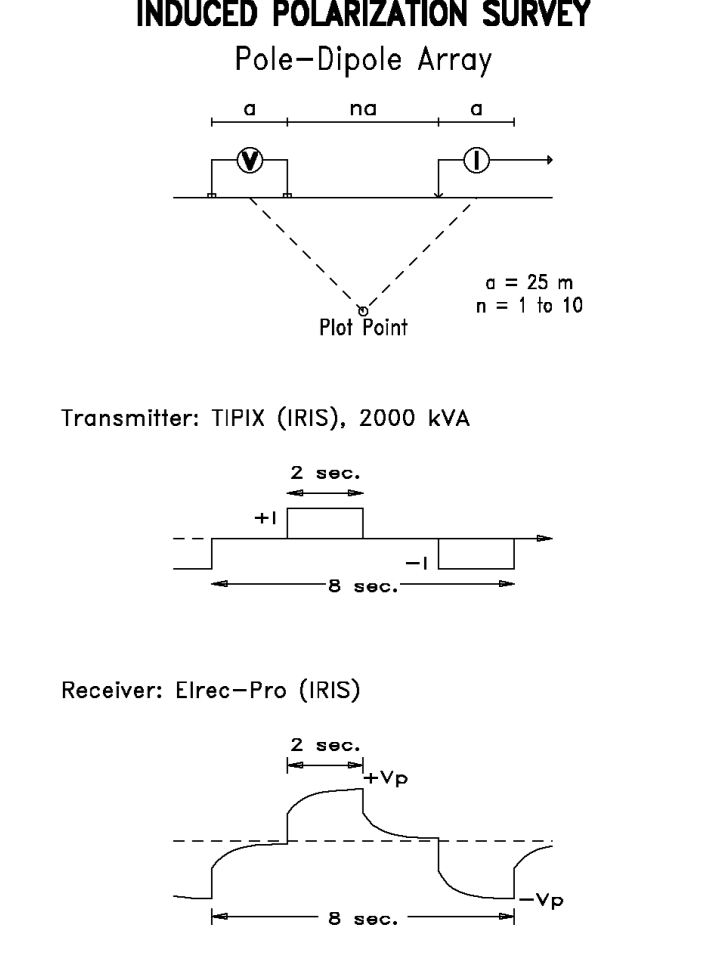 INDUCED POLARIZATION SURVEY
Pole-Dipole Array
a na a
V I
a = 25 m
n = 1 to 10
Plot Point
Transmitter: TIPIX (IRIS), 2000 kVA
2 sec.
+I
-I
8 sec.
Receiver: Elrec-Pro (IRIS)
2 sec.
+Vp
-Vp
8 sec.